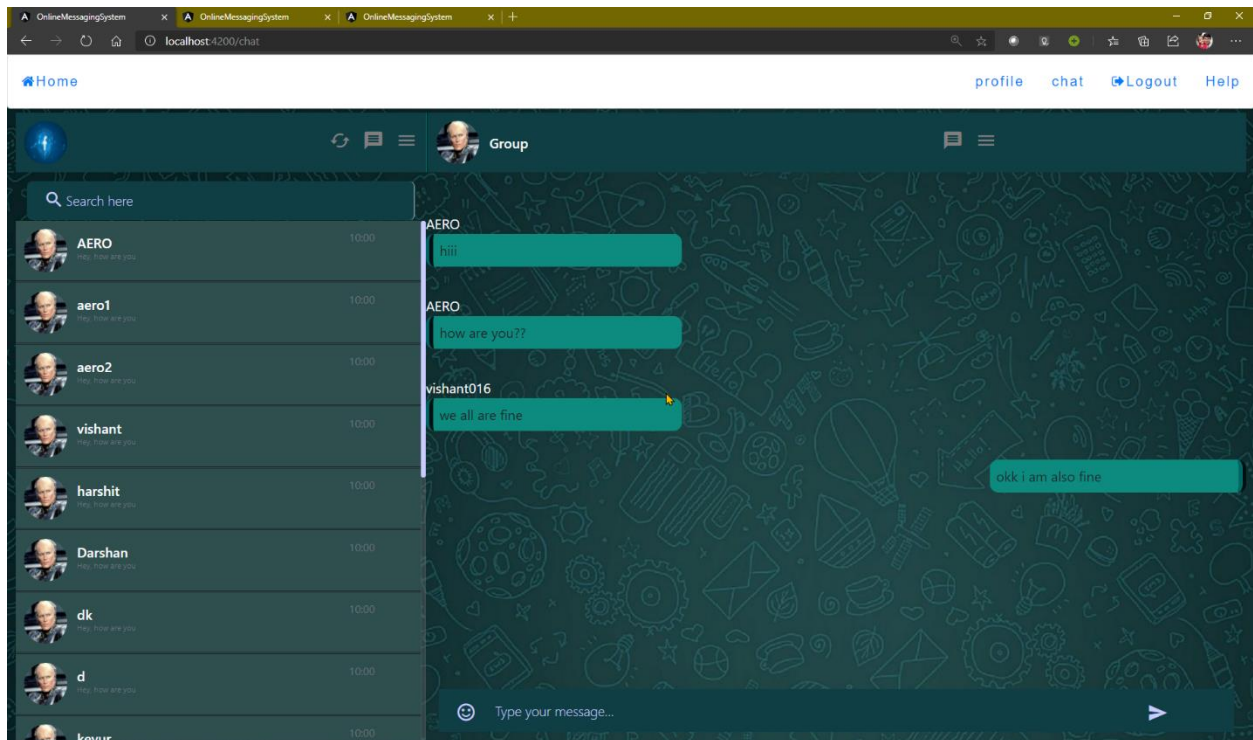 OnlineMessagingSystem
OnlineMessagingSystem
OnlineMessagingSystem
localhost:4200/chat
Home
profile chat Logout Help
Group
Search here
AERO 10:00
Hey, how are you
aero1 10:00
Hey, how are you
aero2 10:00
Hey, how are you
vishant 10:00
Hey, how are you
harshit 10:00
Hey, how are you
Darshan 10:00
Hey, how are you
dk 10:00
Hey, how are you
d 10:00
Hey, how are you
keyur 10:00
AERO
hiii
AERO
how are you??
vishant016
we all are fine
okk i am also fine
Type your message...